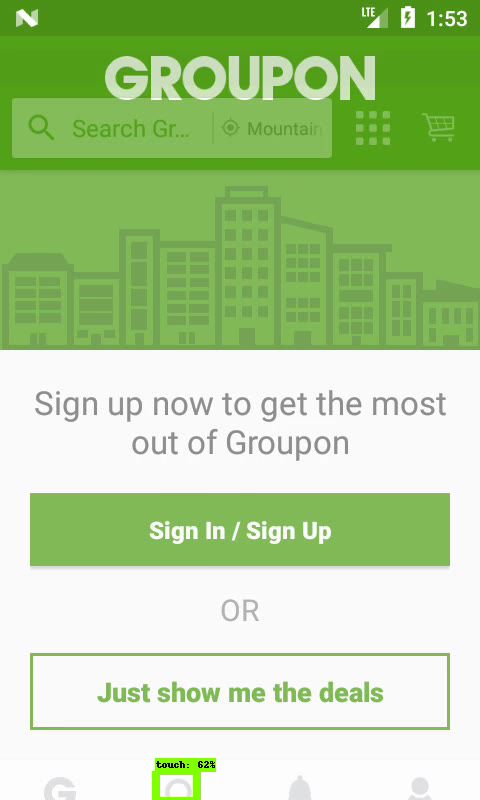 LTE 1:53
GROUPON
Search Gr... Mountain
Sign up now to get the most
out of Groupon
Sign In / Sign Up
OR
Just show me the deals
touch: 62%
G